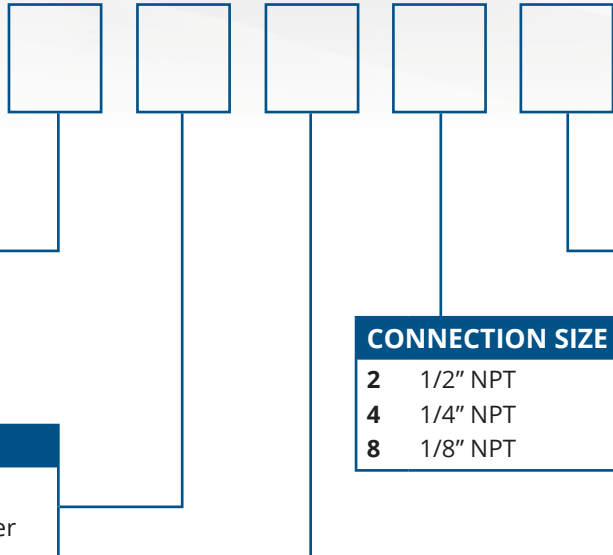 CONNECTION SIZE
2 1/2” NPT
4 1/4” NPT
8 1/8” NPT